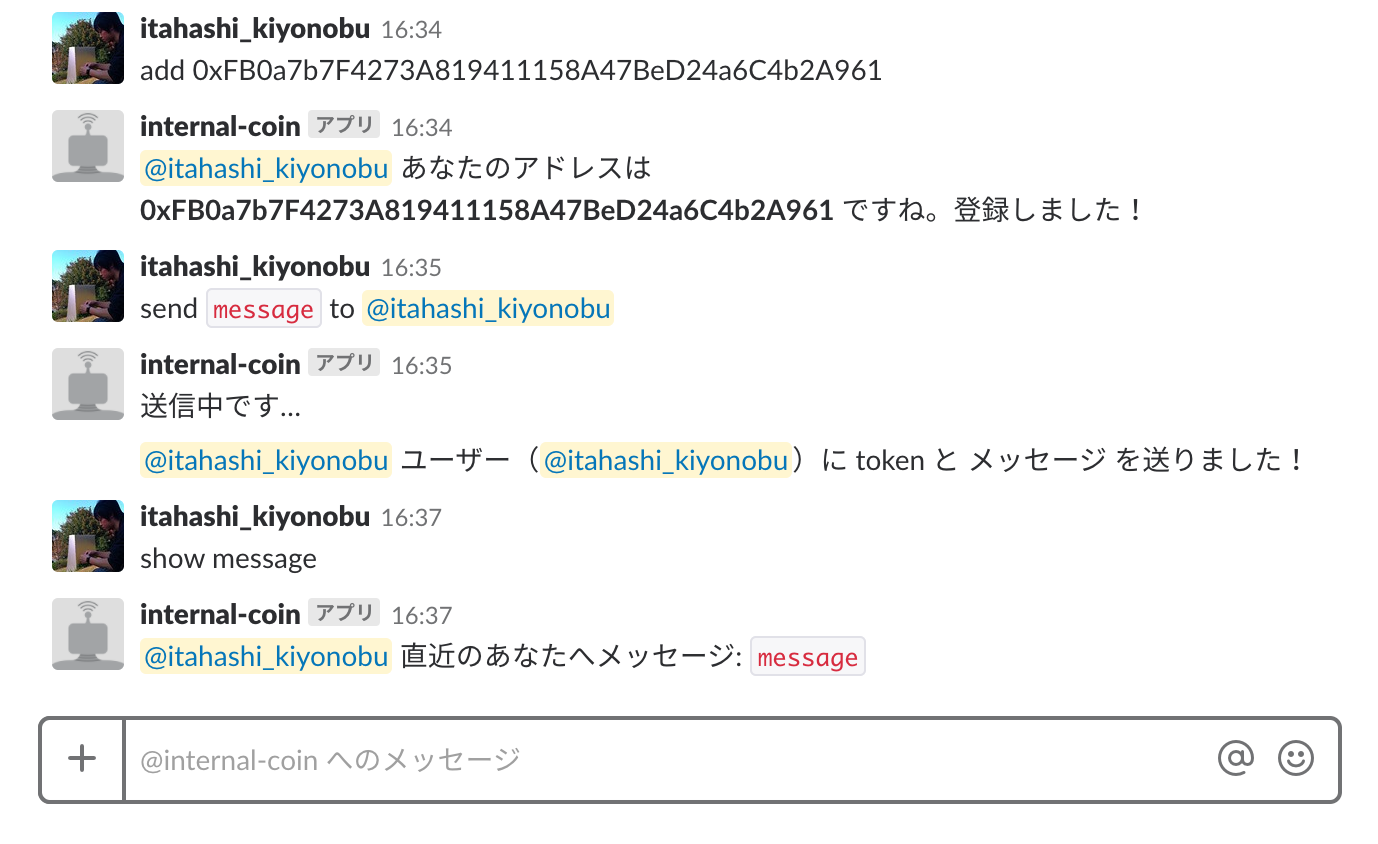 itahashi_kiyonobu 16:34
add 0xFB0a7b7F4273A819411158A47BeD24a6C4b2A961
internal-coin アプリ 16:34
@itahashi_kiyonobu あなたのアドレスは
0xFB0a7b7F4273A819411158A47BeD24a6C4b2A961 ですね。登録しました！
itahashi_kiyonobu 16:35
send message to @itahashi_kiyonobu
internal-coin アプリ 16:35
送信中です...
@itahashi_kiyonobu ユーザー（@itahashi_kiyonobu）に token と メッセージ を送りました！
itahashi_kiyonobu 16:37
show message
internal-coin アプリ 16:37
@itahashi_kiyonobu 直近のあなたへメッセージ: message
@internal-coin へのメッセージ